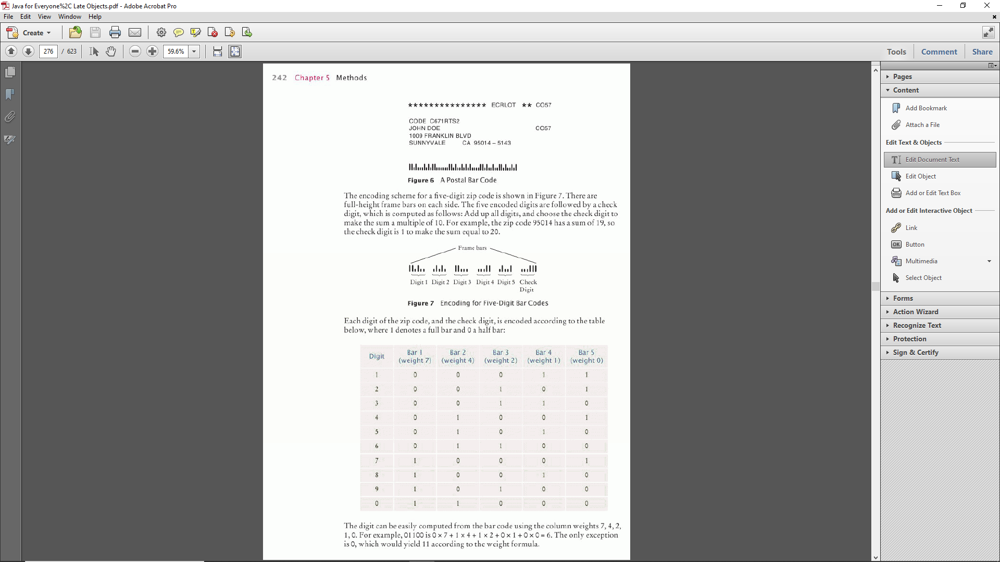 Java for Everyone%2C Late Objects.pdf - Adobe Acrobat Pro
File Edit View Window Help
Create
276 / 623 59.6% Tools Comment Share
242 Chapter 5 Methods
*************** ECRLOT ** CO57
CODE C671RTS2
JOHN DOE CO57
1009 FRANKLIN BLVD
SUNNYVALE CA 95014 – 5143
Figure 6 A Postal Bar Code
The encoding scheme for a five-digit zip code is shown in Figure 7. There are
full-height frame bars on each side. The five encoded digits are followed by a check
digit, which is computed as follows: Add up all digits, and choose the check digit to
make the sum a multiple of 10. For example, the zip code 95014 has a sum of 19, so
the check digit is 1 to make the sum equal to 20.
Frame bars
Digit 1 Digit 2 Digit 3 Digit 4 Digit 5 Check
Digit
Figure 7 Encoding for Five-Digit Bar Codes
Each digit of the zip code, and the check digit, is encoded according to the table
below, where 1 denotes a full bar and 0 a half bar:
Digit Bar 1 (weight 7) Bar 2 (weight 4) Bar 3 (weight 2) Bar 4 (weight 1) Bar 5 (weight 0)
1 0 0 0 1 1
2 0 0 1 0 1
3 0 0 1 1 0
4 0 1 0 0 1
5 0 1 0 1 0
6 0 1 1 0 0
7 1 0 0 0 1
8 1 0 0 1 0
9 1 0 1 0 0
0 1 1 0 0 0
The digit can be easily computed from the bar code using the column weights 7, 4, 2,
1, 0. For example, 01100 is 0 × 7 + 1 × 4 + 1 × 2 + 0 × 1 + 0 × 0 = 6. The only exception
is 0, which would yield 11 according to the weight formula.
Pages
Content
Add Bookmark
Attach a File
Edit Text & Objects
Edit Document Text
Edit Object
Add or Edit Text Box
Add or Edit Interactive Object
Link
OK Button
Multimedia
Select Object
Forms
Action Wizard
Recognize Text
Protection
Sign & Certify